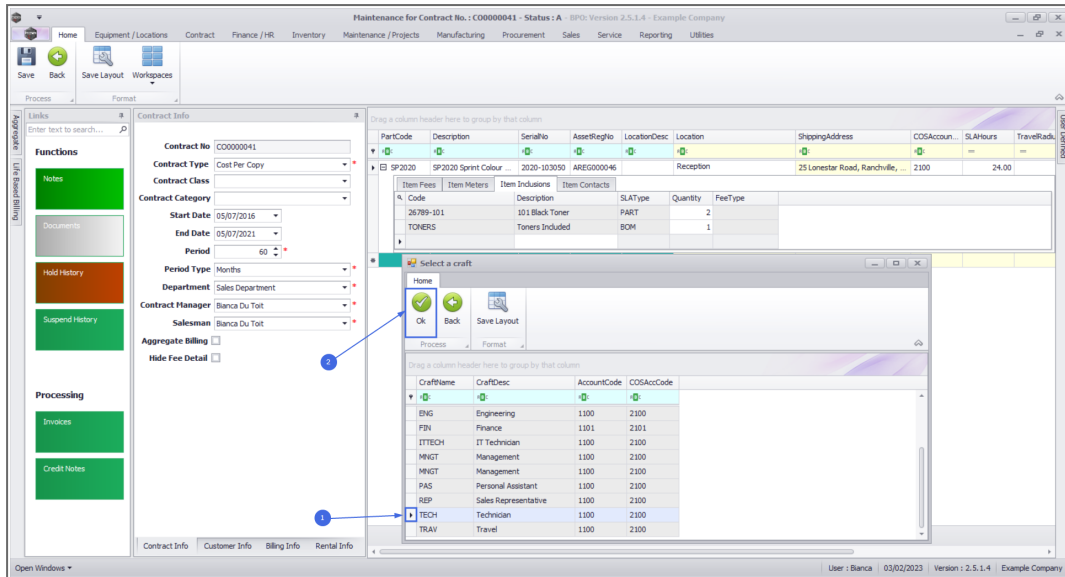 Maintenance for Contract No. : CO0000041 - Status : A - BPO: Version 2.5.1.4 - Example Company
Home Equipment / Locations Contract Finance / HR Inventory Maintenance / Projects Manufacturing Procurement Sales Service Reporting Utilities
Save Back Save Layout Workspaces
Process Format
Aggregate
Life Based Billing
Links
Enter text to search...
Functions
Notes
Documents
Hold History
Suspend History
Processing
Invoices
Credit Notes
Contract Info
Contract No CO0000041
Contract Type Cost Per Copy *
Contract Class
Contract Category
Start Date 05/07/2016
End Date 05/07/2021
Period 60 *
Period Type Months *
Department Sales Department *
Contract Manager Bianca Du Toit *
Salesman Bianca Du Toit *
Aggregate Billing
Hide Fee Detail
Contract Info Customer Info Billing Info Rental Info
Drag a column header here to group by that column
PartCode Description SerialNo AssetRegNo LocationDesc Location ShippingAddress COSAccoun... SLAHours TravelRadiu
SP2020 SP2020 Sprint Colour ... 2020-103050 AREG000046 Reception 25 Lonestar Road, Ranchville, ... 2100 24.00
User Defined
Item Fees Item Meters Item Inclusions Item Contacts
Code Description SLAType Quantity FeeType
26789-101 101 Black Toner PART 2
TONERS Toners Included BOM 1
Select a craft
Home
Ok Back Save Layout
Process Format
Drag a column header here to group by that column
CraftName CraftDesc AccountCode COSAccCode
ENG Engineering 1100 2100
FIN Finance 1101 2101
ITTECH IT Technician 1100 2100
MNGT Management 1100 2100
MNGT Management 1100 2100
PAS Personal Assistant 1100 2100
REP Sales Representative 1100 2100
TECH Technician 1100 2100
TRAV Travel 1100 2100
2
1
Open Windows
User : Bianca 03/02/2023 Version : 2.5.1.4 Example Company